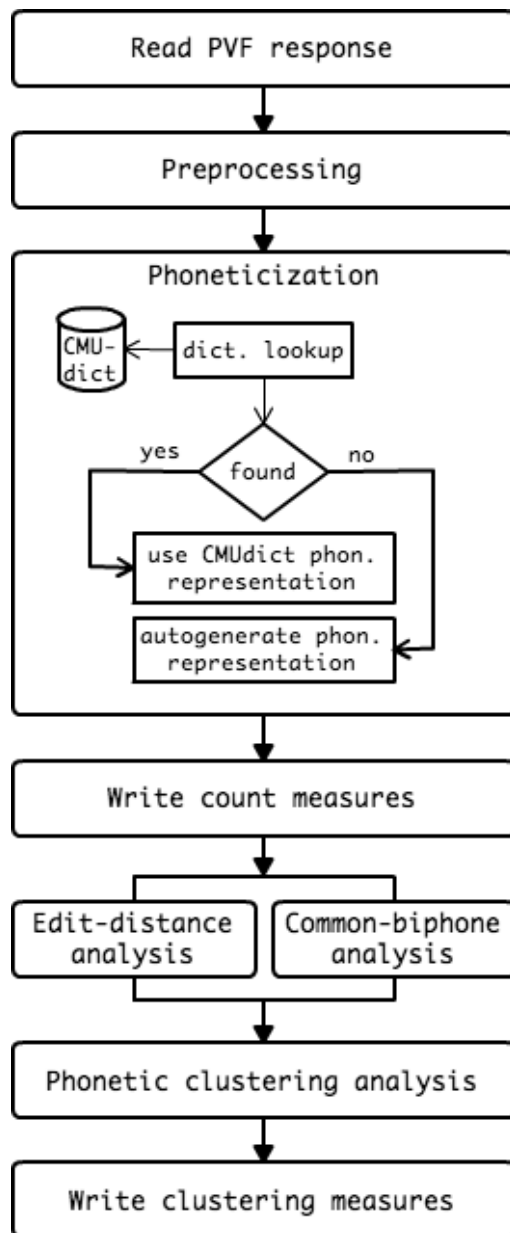 Read PVF response
Preprocessing
Phoneticization
CMU-
dict
dict. lookup
yes
found
no
use CMUdict phon.
representation
autogenerate phon.
representation
Write count measures
Edit-distance
analysis
Common-biphone
analysis
Phonetic clustering analysis
Write clustering measures